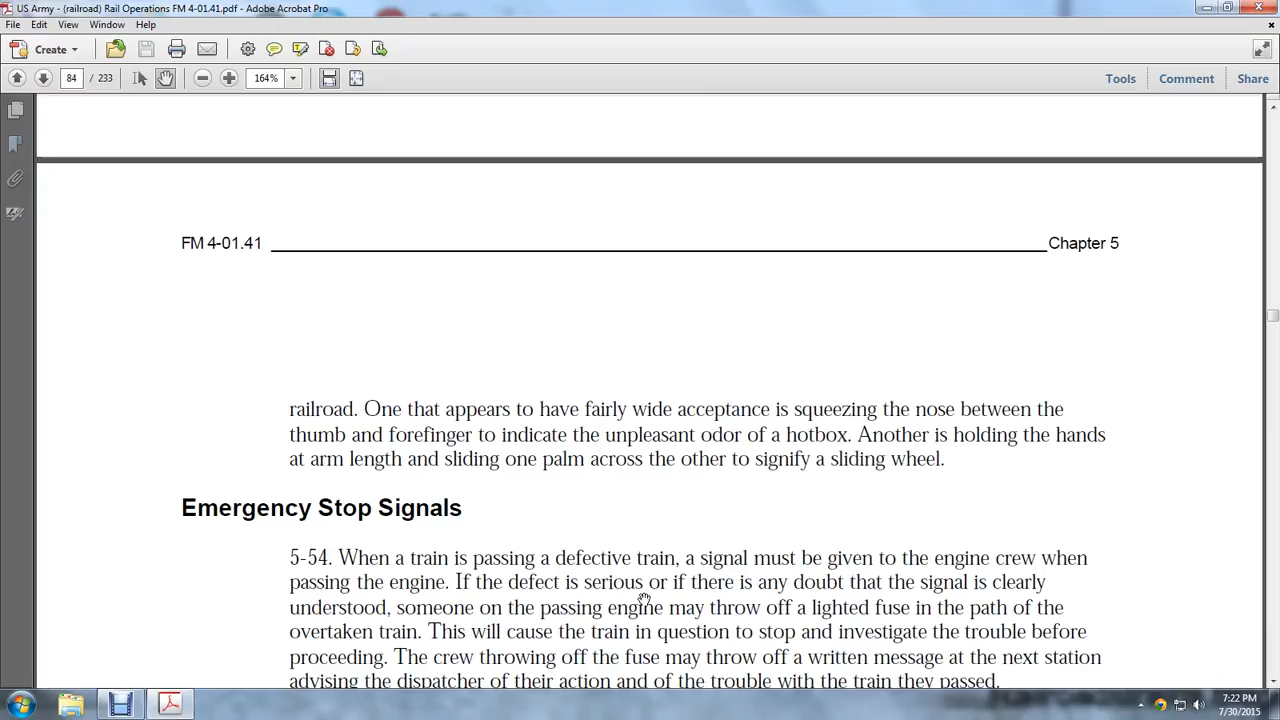 US Army - (railroad) Rail Operations FM 4-01.41.pdf - Adobe Acrobat Pro
File Edit View Window Help
Create
84 / 233 164% Tools Comment Share
FM 4-01.41 Chapter 5
railroad. One that appears to have fairly wide acceptance is squeezing the nose between the
thumb and forefinger to indicate the unpleasant odor of a hotbox. Another is holding the hands
at arm length and sliding one palm across the other to signify a sliding wheel.
Emergency Stop Signals
5-54. When a train is passing a defective train, a signal must be given to the engine crew when
passing the engine. If the defect is serious or if there is any doubt that the signal is clearly
understood, someone on the passing engine may throw off a lighted fuse in the path of the
overtaken train. This will cause the train in question to stop and investigate the trouble before
proceeding. The crew throwing off the fuse may throw off a written message at the next station
advising the dispatcher of their action and of the trouble with the train they passed.
7:22 PM
7/30/2015